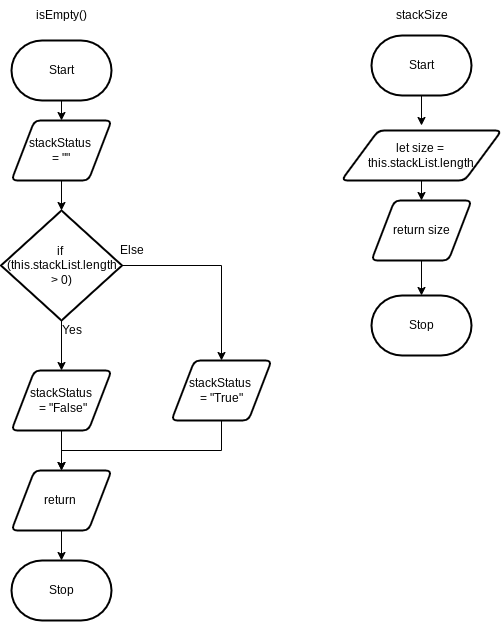 isEmpty()
Start
stackStatus
= ""
if
(this.stackList.length
> 0)
Else
Yes
stackStatus
= "False"
stackStatus
= "True"
return
Stop
stackSize
Start
let size =
this.stackList.length
return size
Stop